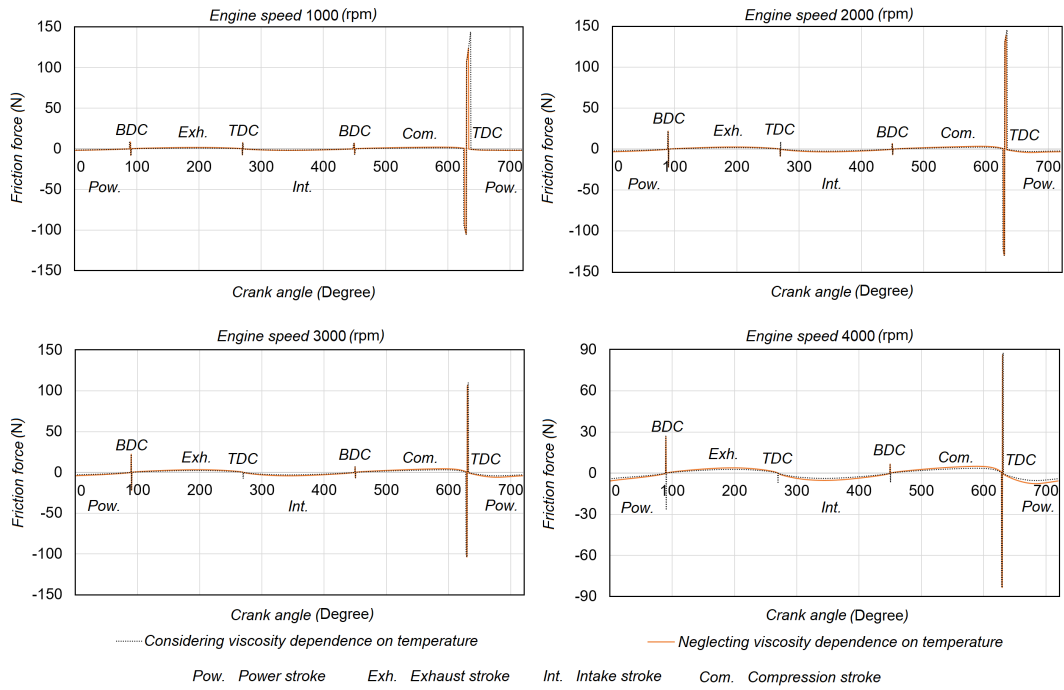 Engine speed 1000 (rpm)
150
100
50
0
-50
-100
-150
Friction force (N)
BDC Exh. TDC BDC Com. TDC
0 100 200 300 400 500 600 700
Pow. Int. Pow.
Crank angle (Degree)
Engine speed 2000 (rpm)
150
100
50
0
-50
-100
-150
Friction force (N)
BDC Exh. TDC BDC Com. TDC
0 100 200 300 400 500 600 700
Pow. Int. Pow.
Crank angle (Degree)
Engine speed 3000 (rpm)
150
100
50
0
-50
-100
-150
Friction force (N)
BDC Exh. TDC BDC Com. TDC
0 100 200 300 400 500 600 700
Pow. Int. Pow.
Crank angle (Degree)
Engine speed 4000 (rpm)
90
60
30
0
-30
-60
-90
Friction force (N)
BDC Exh. TDC BDC Com. TDC
0 100 200 300 400 500 600 700
Pow. Int. Pow.
Crank angle (Degree)
Considering viscosity dependence on temperature Neglecting viscosity dependence on temperature
Pow. Power stroke Exh. Exhaust stroke Int. Intake stroke Com. Compression stroke